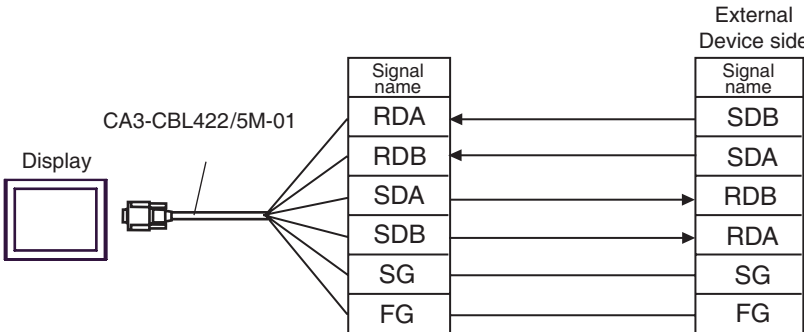 External
Device side
Signal
name
Signal
name
CA3-CBL422/5M-01
RDA
SDB
Display
RDB
SDA
SDA
RDB
SDB
RDA
SG
SG
FG
FG